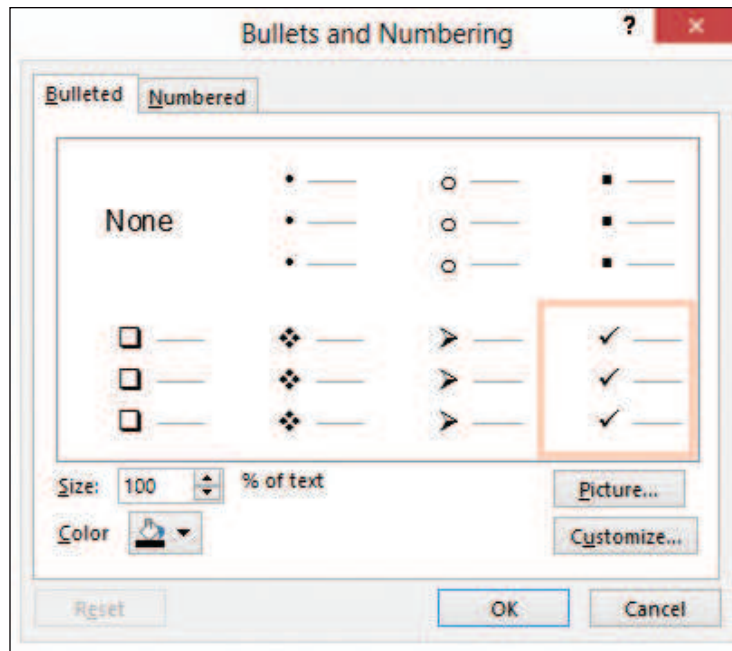 Bullets and Numbering ?
Bulleted Numbered
None
Size: 100 % of text
Picture...
Color
Customize...
Reset OK Cancel